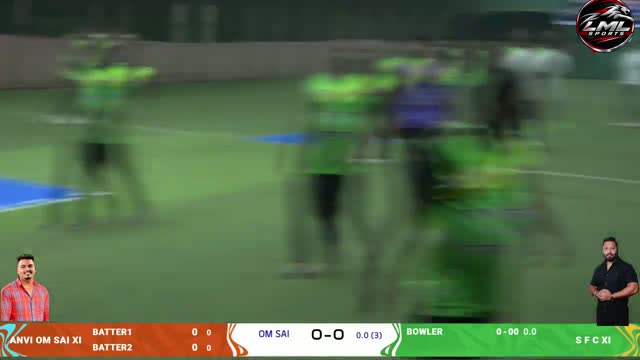 LML
SPORTS
ANVI OM SAI XI
BATTER1 0 0
BATTER2 0 0
OM SAI 0-0 0.0 (3)
BOWLER 0-00 0.0
S F C XI